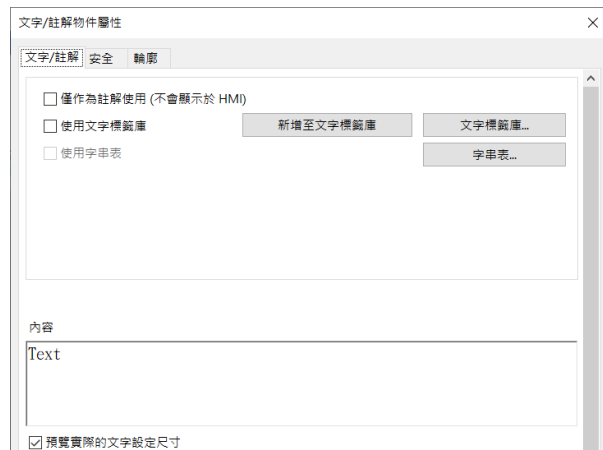 文字/註解物件屬性
文字/註解 安全 輪廓
僅作為註解使用 (不會顯示於 HMI)
使用文字標籤庫 新增至文字標籤庫 文字標籤庫...
使用字串表 字串表...
內容
Text
預覽實際的文字設定尺寸